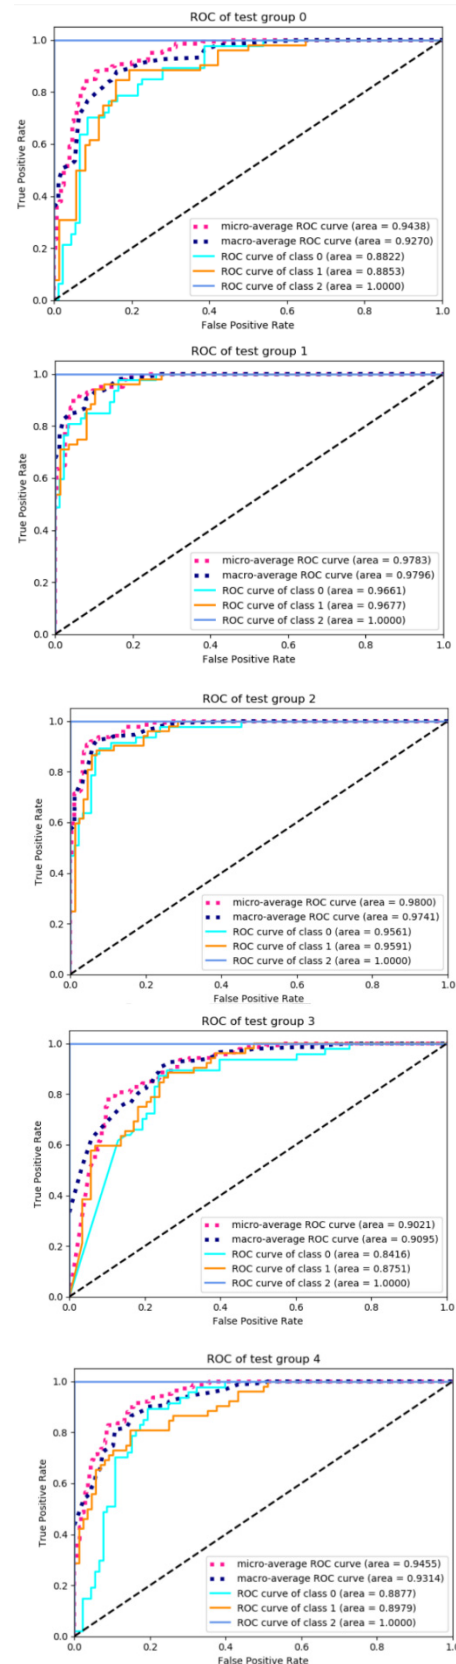 ROC of test group 0
1.0
0.8
0.6
0.4
0.2
0.0
True Positive Rate
micro-average ROC curve (area = 0.9438)
macro-average ROC curve (area = 0.9270)
ROC curve of class 0 (area = 0.8822)
ROC curve of class 1 (area = 0.8853)
ROC curve of class 2 (area = 1.0000)
0.0 0.2 0.4 0.6 0.8 1.0
False Positive Rate
ROC of test group 1
1.0
0.8
0.6
0.4
0.2
0.0
True Positive Rate
micro-average ROC curve (area = 0.9783)
macro-average ROC curve (area = 0.9796)
ROC curve of class 0 (area = 0.9661)
ROC curve of class 1 (area = 0.9677)
ROC curve of class 2 (area = 1.0000)
0.0 0.2 0.4 0.6 0.8 1.0
False Positive Rate
ROC of test group 2
1.0
0.8
0.6
0.4
0.2
0.0
True Positive Rate
micro-average ROC curve (area = 0.9800)
macro-average ROC curve (area = 0.9741)
ROC curve of class 0 (area = 0.9561)
ROC curve of class 1 (area = 0.9591)
ROC curve of class 2 (area = 1.0000)
0.0 0.2 0.4 0.6 0.8 1.0
False Positive Rate
ROC of test group 3
1.0
0.8
0.6
0.4
0.2
0.0
True Positive Rate
micro-average ROC curve (area = 0.9021)
macro-average ROC curve (area = 0.9095)
ROC curve of class 0 (area = 0.8416)
ROC curve of class 1 (area = 0.8751)
ROC curve of class 2 (area = 1.0000)
0.0 0.2 0.4 0.6 0.8 1.0
False Positive Rate
ROC of test group 4
1.0
0.8
0.6
0.4
0.2
0.0
True Positive Rate
micro-average ROC curve (area = 0.9455)
macro-average ROC curve (area = 0.9314)
ROC curve of class 0 (area = 0.8877)
ROC curve of class 1 (area = 0.8979)
ROC curve of class 2 (area = 1.0000)
0.0 0.2 0.4 0.6 0.8 1.0
False Positive Rate